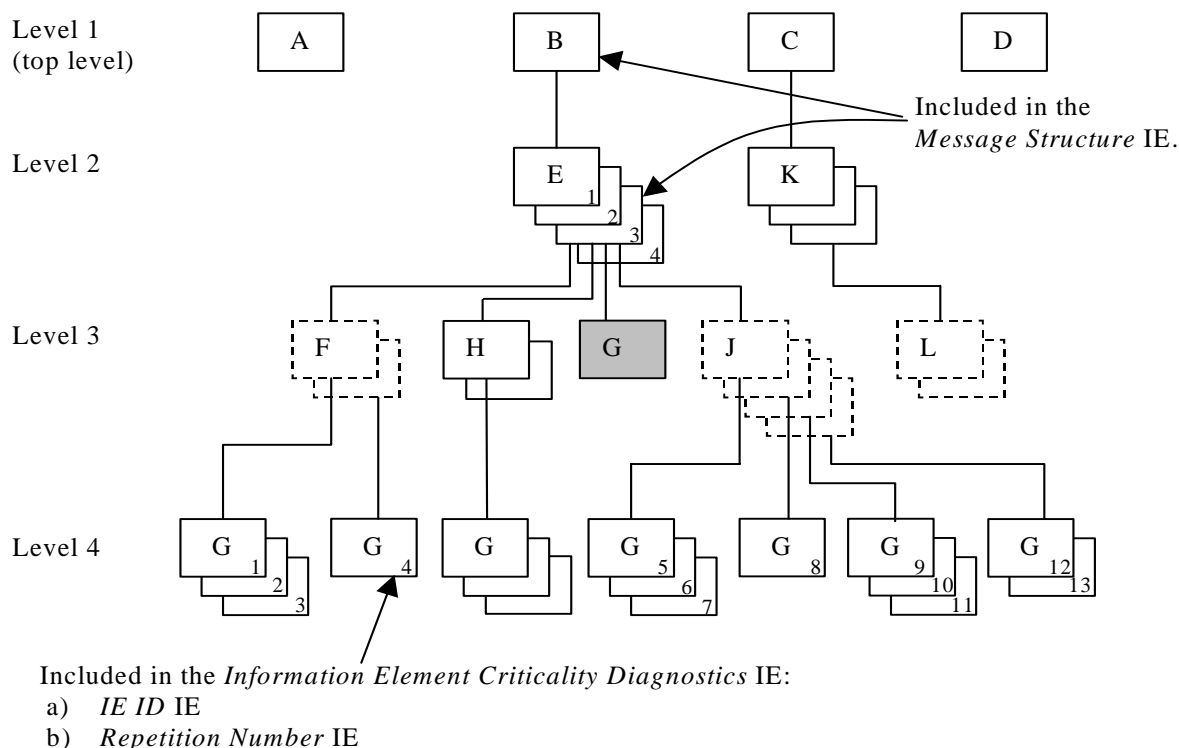 Level 1
(top level)
A
B
C
D
Included in the
Message Structure IE.
Level 2
E
1
2
3
4
K
Level 3
F
H
G
J
L
Level 4
G
1
2
3
G
4
G
G
5
6
7
G
8
G
9
10
11
G
12
13
Included in the Information Element Criticality Diagnostics IE:
a) IE ID IE
b) Repetition Number IE